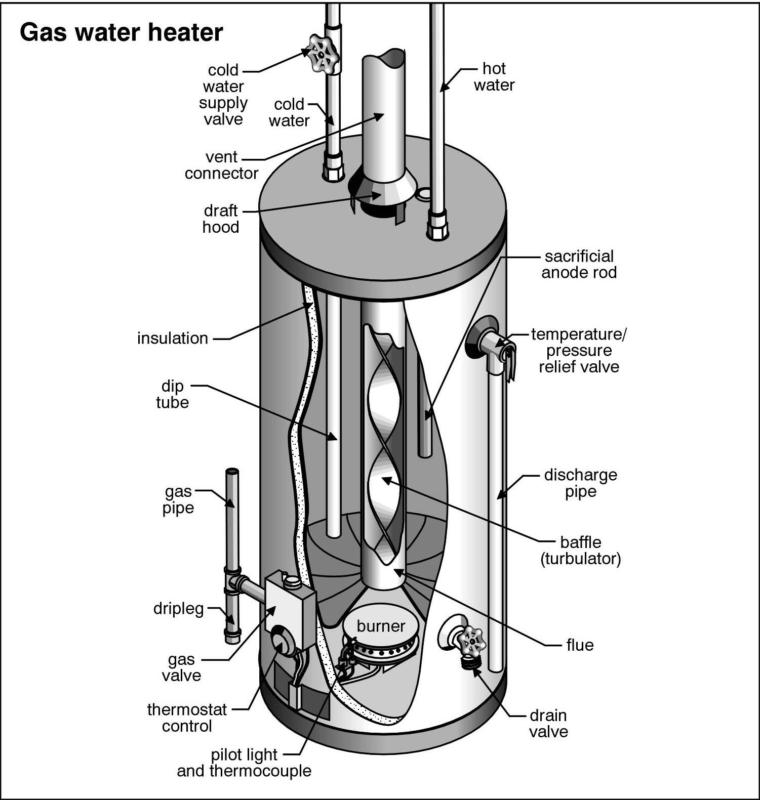 Gas water heater
cold
water
supply
valve
cold
water
hot
water
vent
connector
draft
hood
sacrificial
anode rod
insulation
temperature/
pressure
relief valve
dip
tube
gas
pipe
discharge
pipe
baffle
(turbulator)
dripleg
burner
flue
gas
valve
thermostat
control
drain
valve
pilot light
and thermocouple